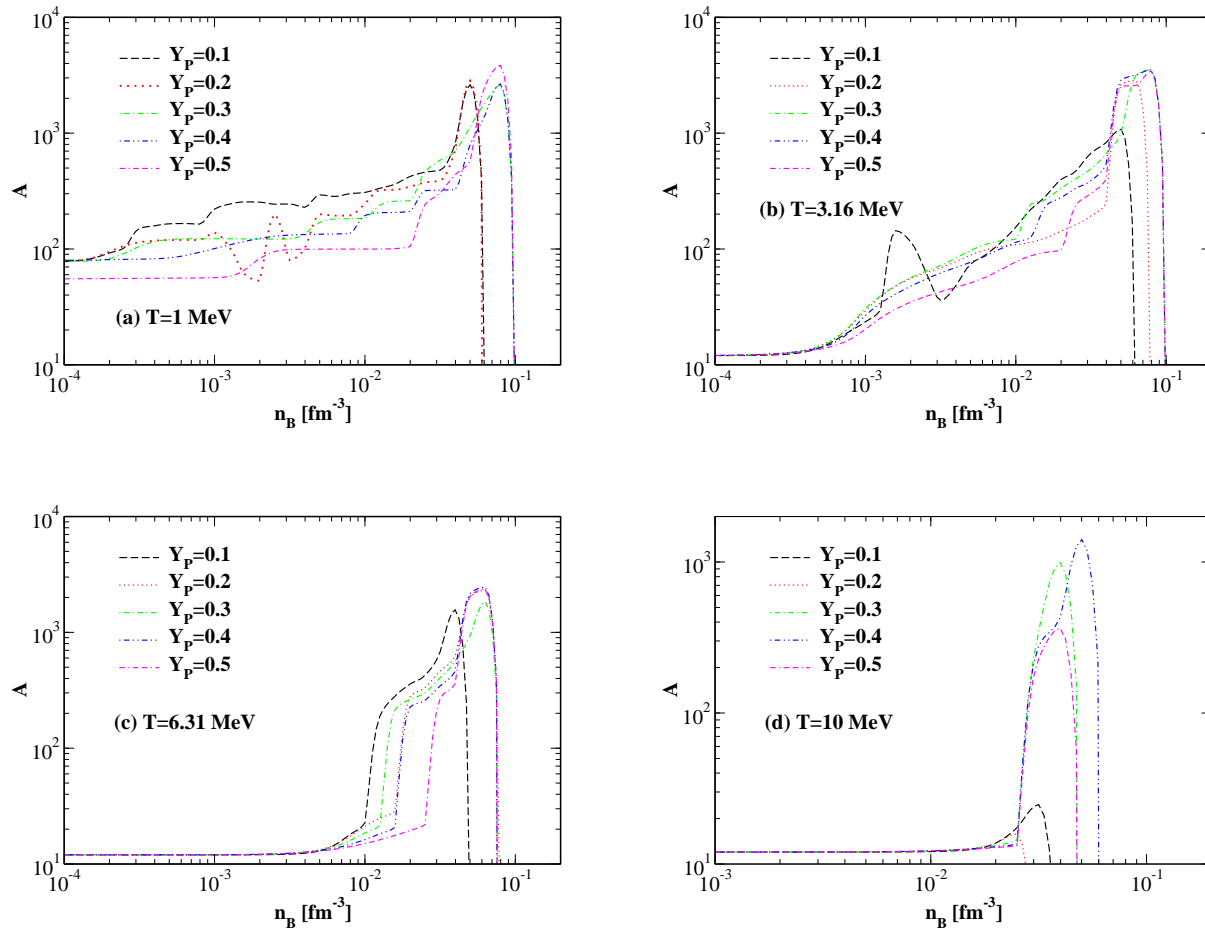 10^4
10^3
10^2
10^1
A
Y_P=0.1
Y_P=0.2
Y_P=0.3
Y_P=0.4
Y_P=0.5
(a) T=1 MeV
10^-4
10^-3
10^-2
10^-1
n_B [fm^-3]
10^4
10^3
10^2
10^1
A
Y_P=0.1
Y_P=0.2
Y_P=0.3
Y_P=0.4
Y_P=0.5
(b) T=3.16 MeV
10^-4
10^-3
10^-2
10^-1
n_B [fm^-3]
10^4
10^3
10^2
10^1
A
Y_P=0.1
Y_P=0.2
Y_P=0.3
Y_P=0.4
Y_P=0.5
(c) T=6.31 MeV
10^-4
10^-3
10^-2
10^-1
n_B [fm^-3]
10^3
10^2
10^1
A
Y_P=0.1
Y_P=0.2
Y_P=0.3
Y_P=0.4
Y_P=0.5
(d) T=10 MeV
10^-3
10^-2
10^-1
n_B [fm^-3]